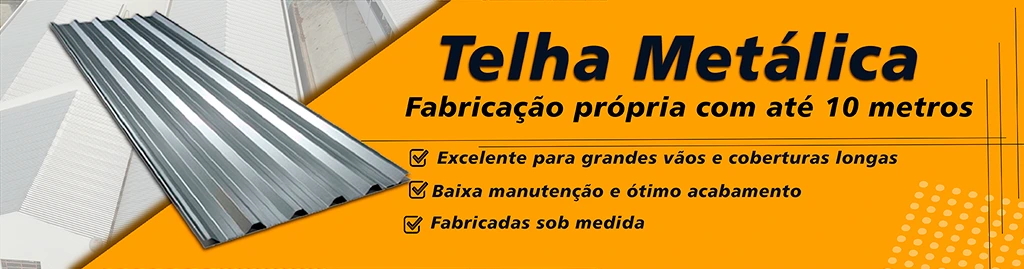 Telha Metálica
Fabricação própria com até 10 metros
Excelente para grandes vãos e coberturas longas
Baixa manutenção e ótimo acabamento
Fabricadas sob medida